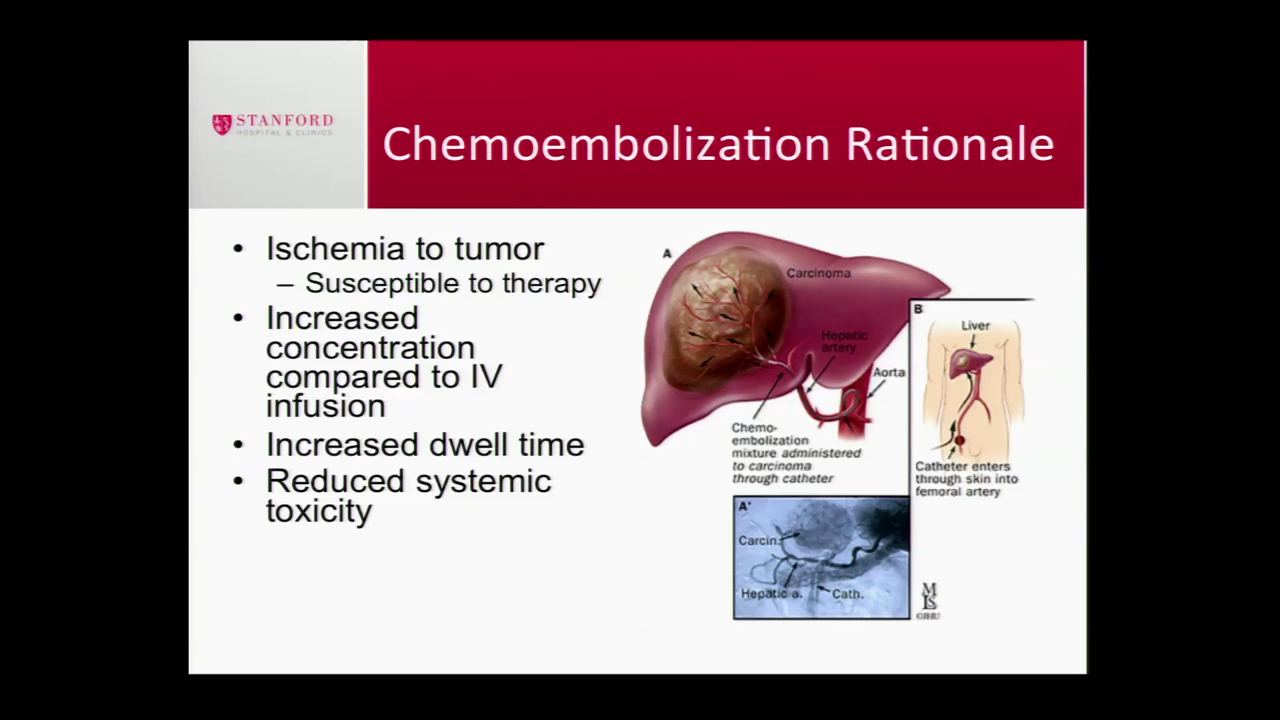 STANFORD
HOSPITAL & CLINICS
Chemoembolization Rationale
• Ischemia to tumor
– Susceptible to therapy
• Increased
concentration
compared to IV
infusion
• Increased dwell time
• Reduced systemic
toxicity
A
Carcinoma
Hepatic
artery
Aorta
Chemo-
embolization
mixture administered
to carcinoma
through catheter
B
Liver
Catheter enters
through skin into
femoral artery
A'
Carcin.
Hepatic a.
Cath.
©JHU